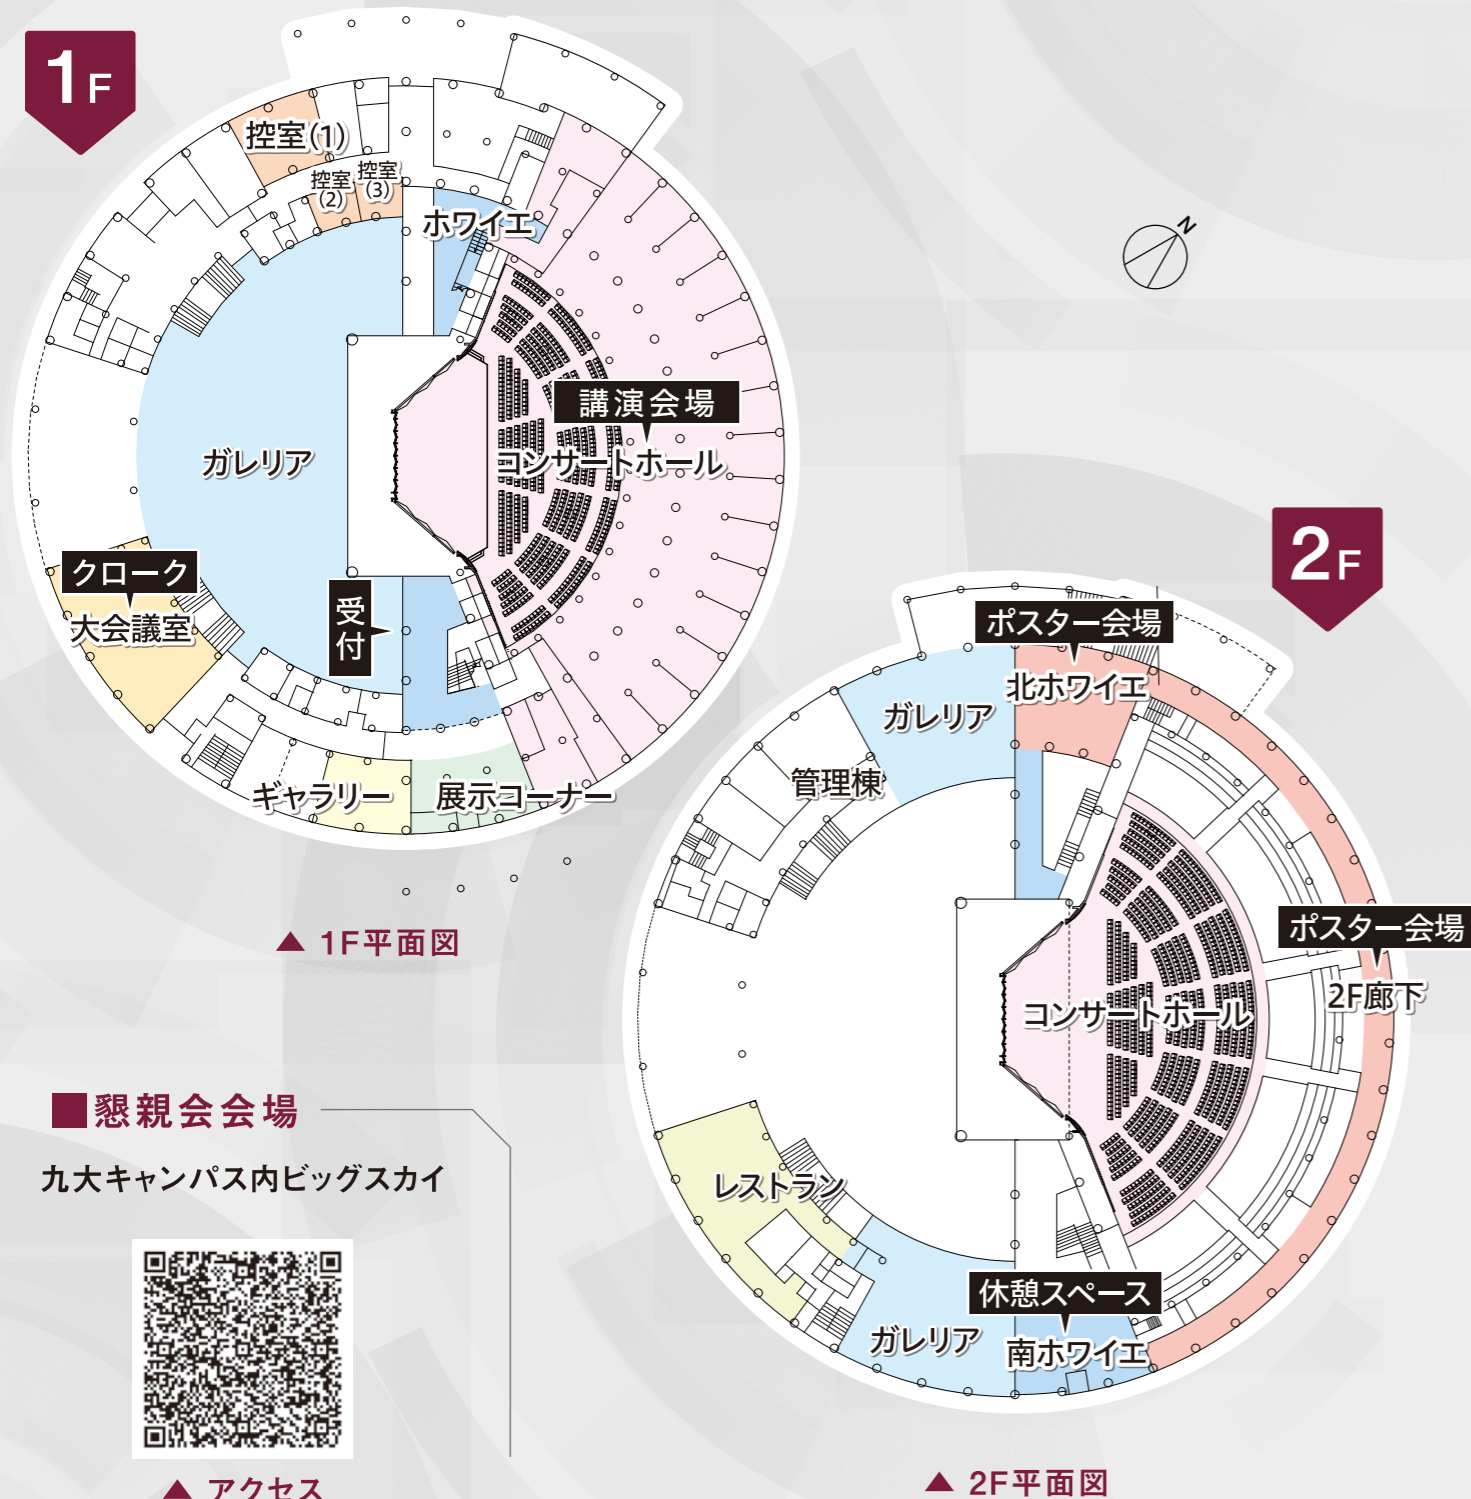 1F
控室(1)
控室
(2)
控室
(3)
ホワイエ
N
講演会場
コンサートホール
ガレリア
クローク
大会議室
受付
ギャラリー
展示コーナー
▲ 1F平面図
2F
ポスター会場
北ホワイエ
ガレリア
管理棟
ポスター会場
2F廊下
コンサートホール
レストラン
休憩スペース
ガレリア
南ホワイエ
▲ 2F平面図
■懇親会会場
九大キャンパス内ビッグスカイ
▲ アクセス